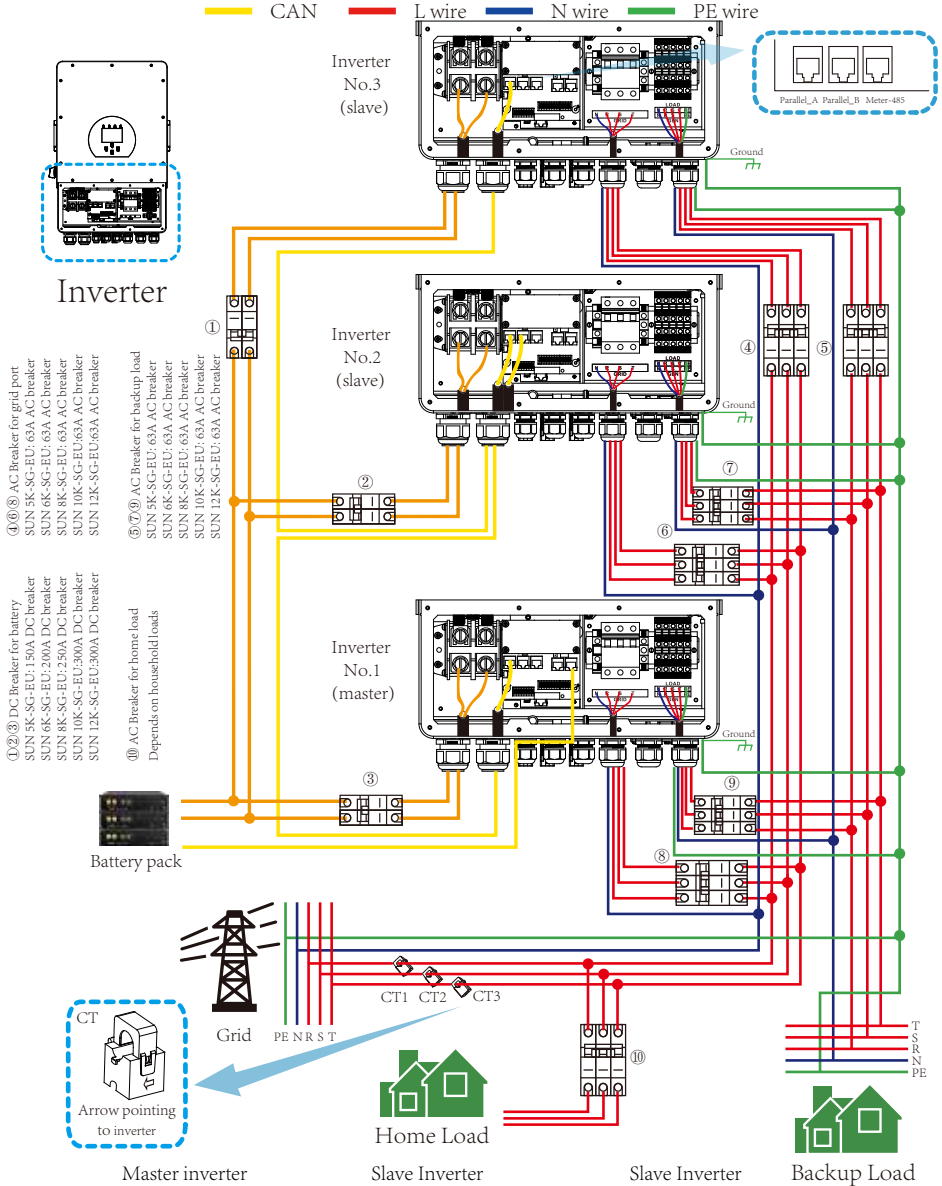 CAN L wire N wire PE wire
Inverter
No.3
(slave)
Parallel_A Parallel_B Meter-485
LOAD
GRID
Ground
Inverter
①
Inverter
No.2
(slave)
④
⑤
LOAD
GRID
GEN
Ground
④⑥⑧ AC Breaker for grid port
SUN 5K-SG-EU: 63A AC breaker
SUN 6K-SG-EU: 63A AC breaker
SUN 8K-SG-EU: 63A AC breaker
SUN 10K-SG-EU:63A AC breaker
SUN 12K-SG-EU:63A AC breaker
⑤⑦⑨ AC Breaker for backup load
SUN 5K-SG-EU: 63A AC breaker
SUN 6K-SG-EU: 63A AC breaker
SUN 8K-SG-EU: 63A AC breaker
SUN 10K-SG-EU: 63A AC breaker
SUN 12K-SG-EU: 63A AC breaker
②
⑦
⑥
①②③ DC Breaker for battery
SUN 5K-SG-EU:150A DC breaker
SUN 6K-SG-EU:200A DC breaker
SUN 8K-SG-EU:250A DC breaker
SUN 10K-SG-EU:300A DC breaker
SUN 12K-SG-EU:300A DC breaker
⑩ AC Breaker for home load
Depends on household loads
Inverter
No.1
(master)
LOAD
GRID
Ground
③
⑨
Battery pack
⑧
CT1 CT2 CT3
Grid
PE N R S T
CT
Arrow pointing
to inverter
⑩
T
S
R
N
PE
Home Load
Backup Load
Master inverter Slave Inverter Slave Inverter